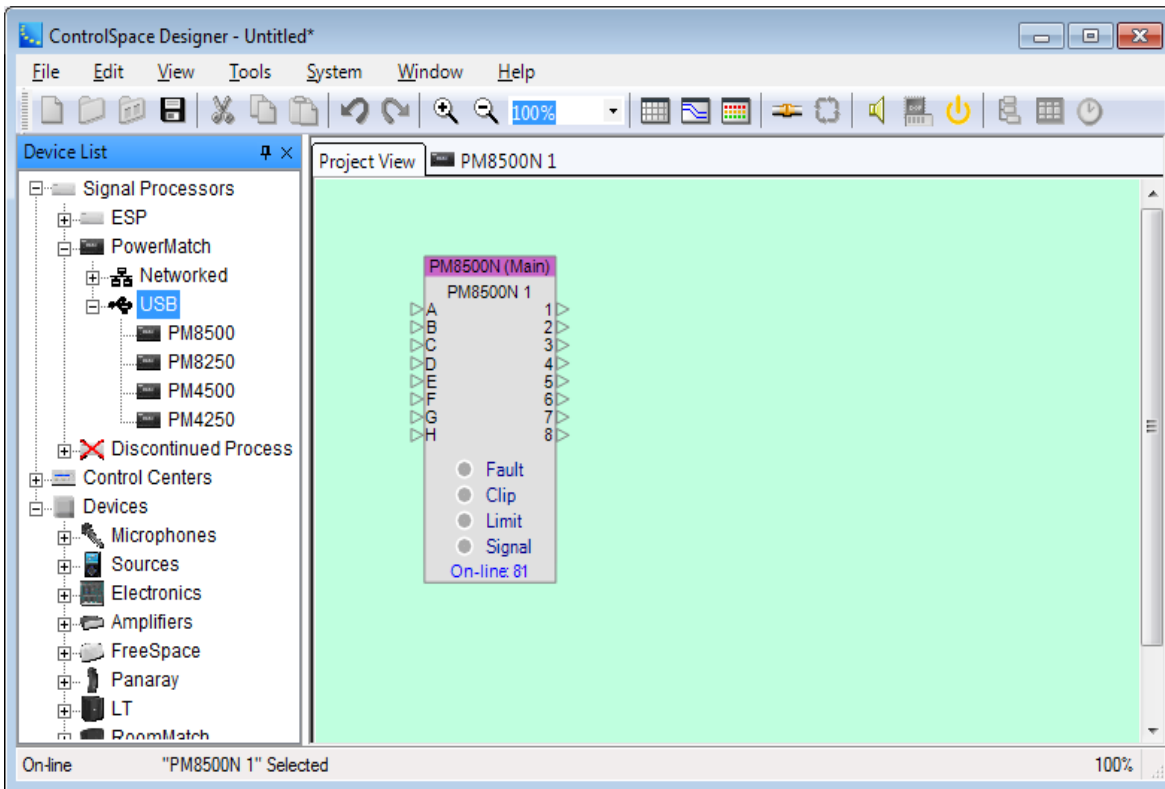 ControlSpace Designer - Untitled*
File Edit View Tools System Window Help
100%
Device List
Project View PM8500N 1
Signal Processors
ESP
PowerMatch
Networked
USB
PM8500
PM8250
PM4500
PM4250
Discontinued Process
Control Centers
Devices
Microphones
Sources
Electronics
Amplifiers
FreeSpace
Panaray
LT
RoomMatch
PM8500N (Main)
PM8500N 1
A 1
B 2
C 3
D 4
E 5
F 6
G 7
H 8
Fault
Clip
Limit
Signal
On-line: 81
On-line "PM8500N 1" Selected 100%